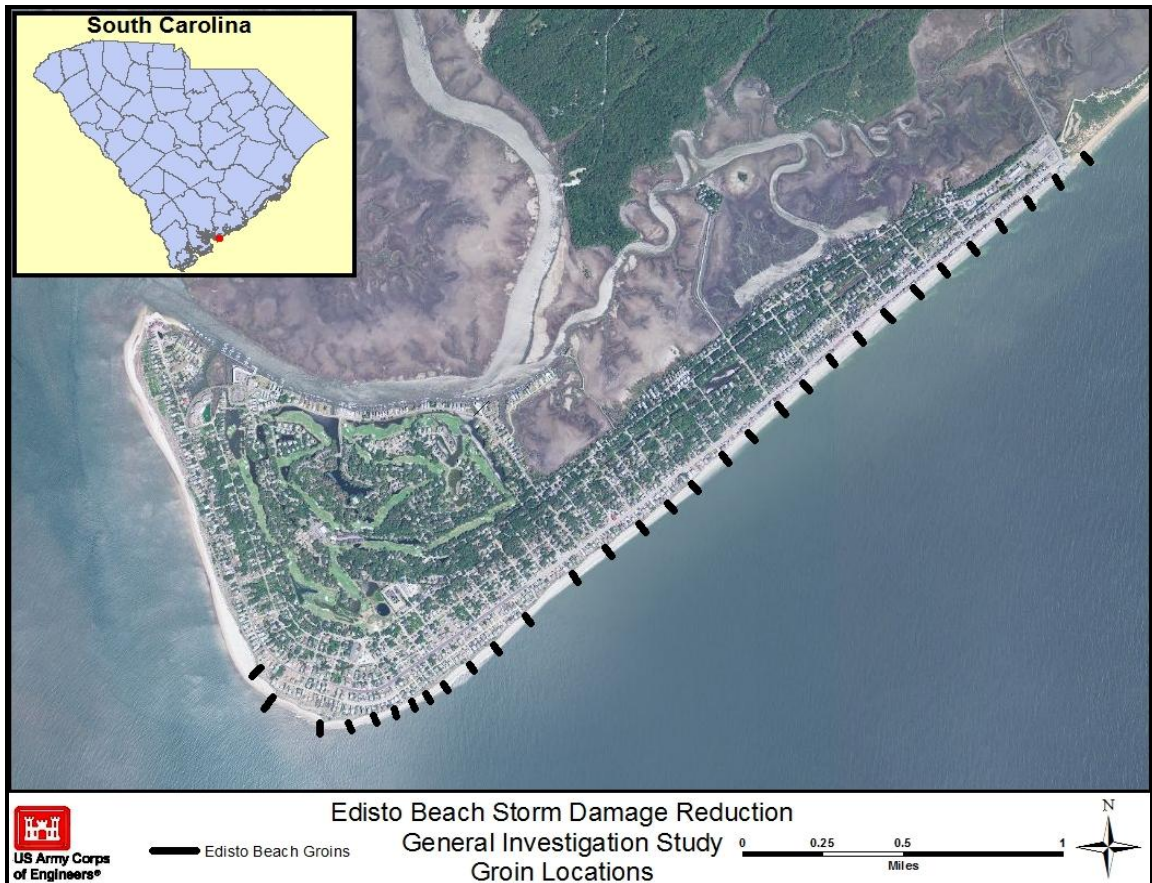 South Carolina
US Army Corps
of Engineers®
Edisto Beach Groins
Edisto Beach Storm Damage Reduction
General Investigation Study
Groin Locations
0 0.25 0.5 1
Miles
N